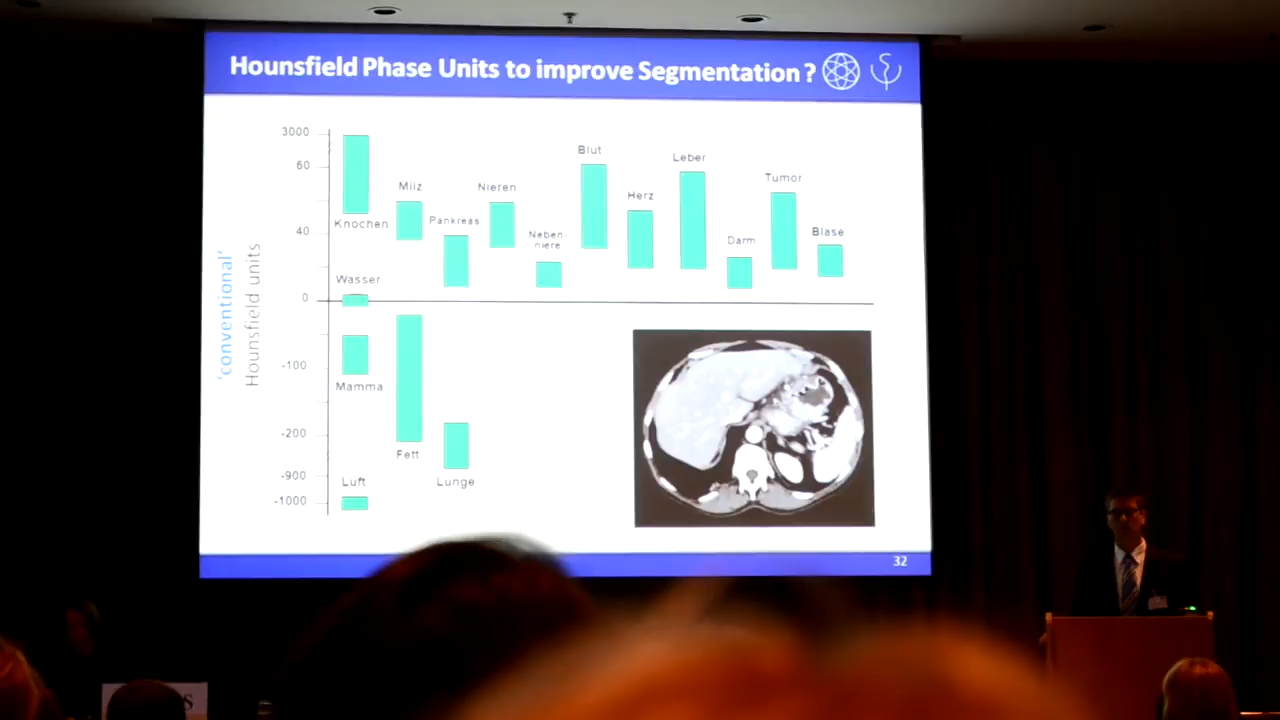 Hounsfield Phase Units to improve Segmentation ?
'conventional'
Hounsfield units
3000
60
40
0
-100
-200
-900
-1000
Knochen
Milz
Pankreas
Nieren
Neben-
niere
Blut
Herz
Leber
Darm
Tumor
Blase
Wasser
Mamma
Fett
Lunge
Luft
32
S